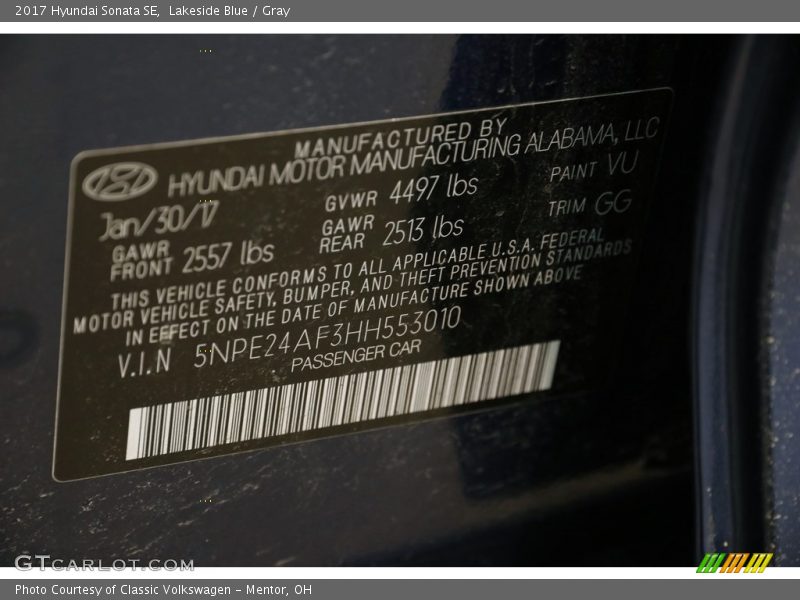 2017 Hyundai Sonata SE,  Lakeside Blue / Gray
MANUFACTURED BY
HYUNDAI MOTOR MANUFACTURING ALABAMA, LLC
Jan/30/17 GVWR 4497 lbs PAINT VU
GAWR FRONT 2557 lbs GAWR REAR 2513 lbs TRIM GG
THIS VEHICLE CONFORMS TO ALL APPLICABLE U.S.A. FEDERAL
MOTOR VEHICLE SAFETY, BUMPER, AND THEFT PREVENTION STANDARDS
IN EFFECT ON THE DATE OF MANUFACTURE SHOWN ABOVE
V.I.N 5NPE24AF3HH553010
PASSENGER CAR
GTCARLOT.COM
Photo Courtesy of Classic Volkswagen - Mentor, OH